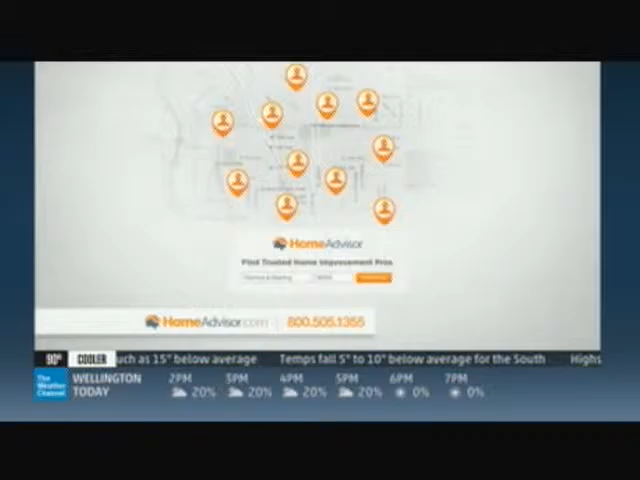 HomeAdvisor
Find Trusted Home Improvement Pros
HomeAdvisor.com 800.505.1355
90° COOLER uch as 15° below average Temps fall 5° to 10° below average for the South Highs
The Weather Channel
WELLINGTON TODAY
2PM 3PM 4PM 5PM 6PM 7PM
20% 20% 20% 20% 0% 0%